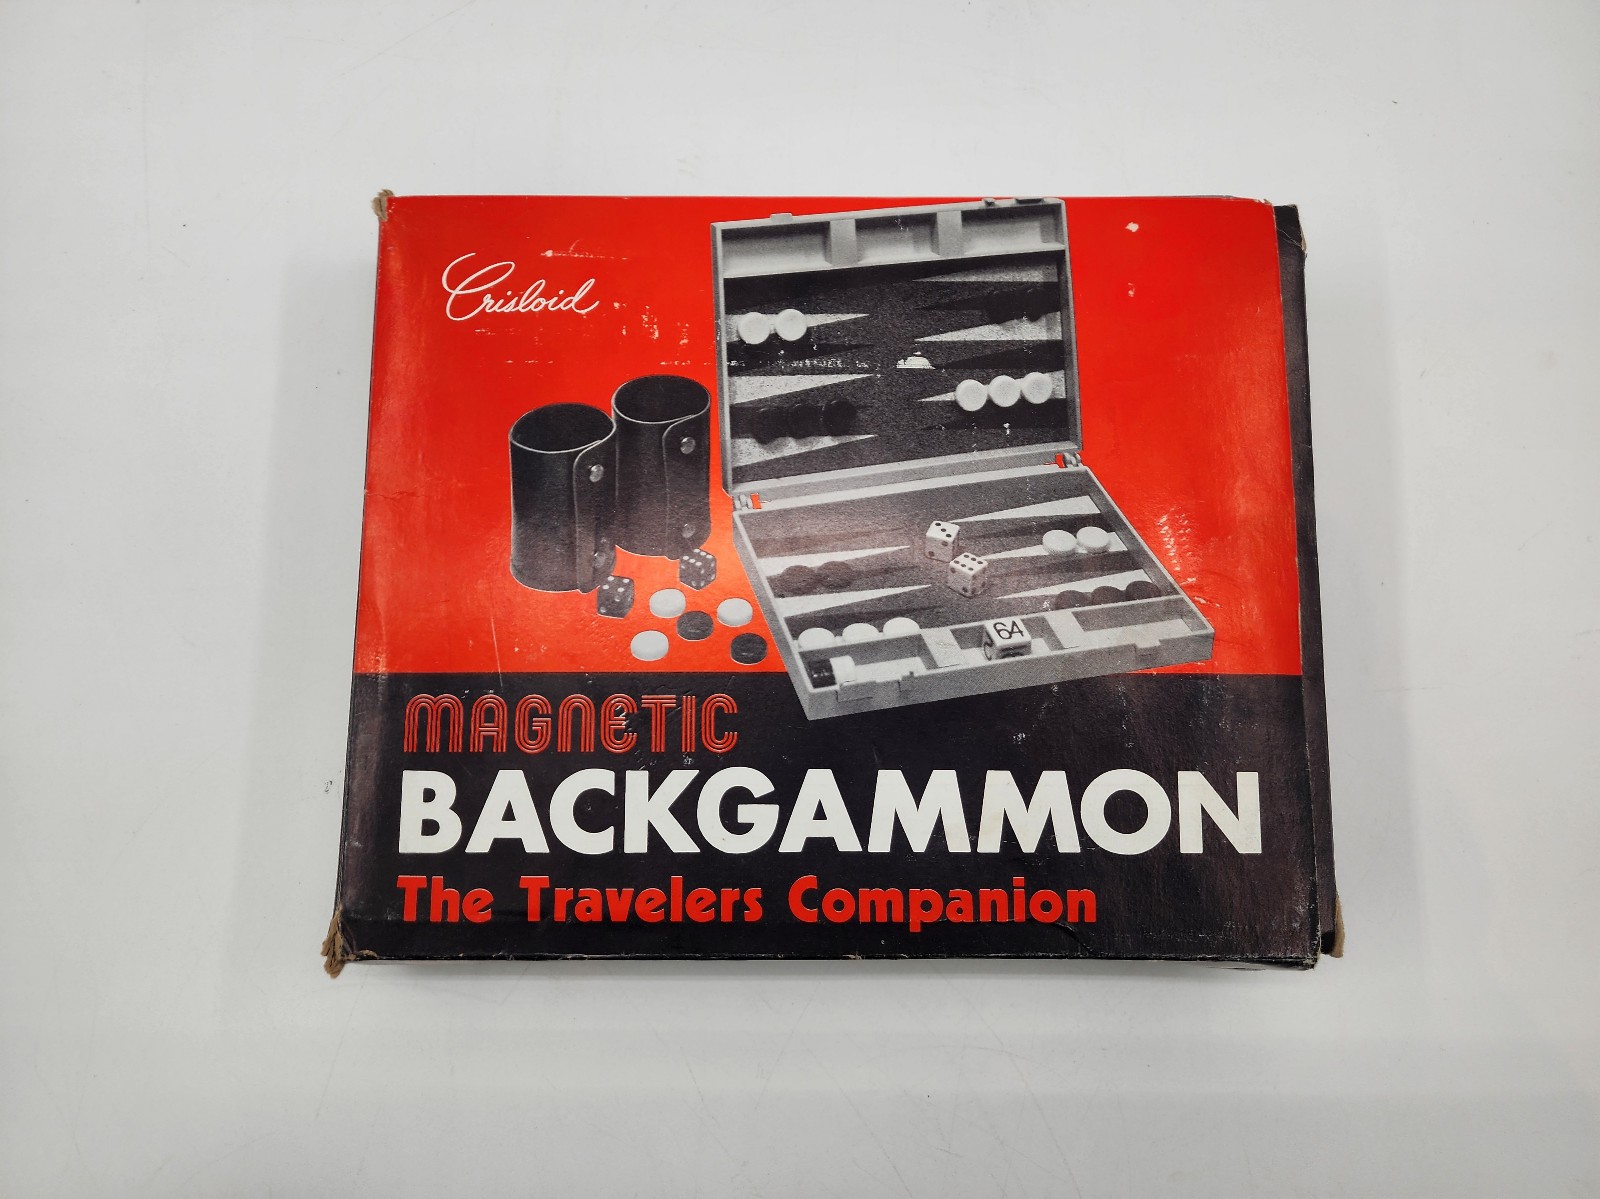 Crisloid
64
MAGNETIC
BACKGAMMON
The Travelers Companion